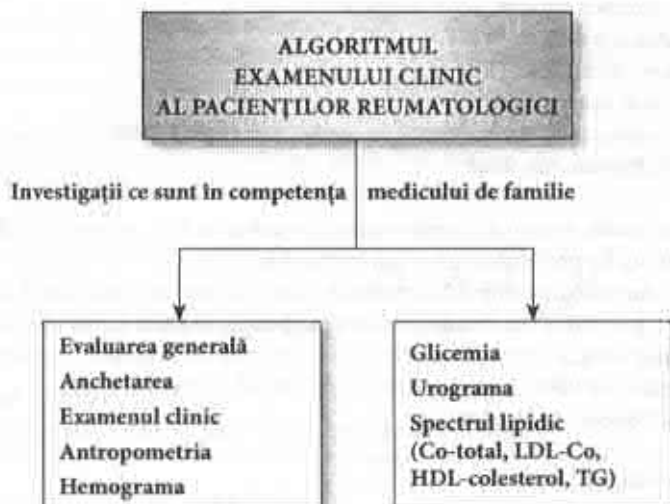 ALGORITMUL
EXAMENULUI CLINIC
AL PACIENȚILOR REUMATOLOGICI
Investigații ce sunt în competența medicului de familie
Evaluarea generală
Anchetarea
Examenul clinic
Antropometria
Hemograma
Glicemia
Urograma
Spectrul lipidic
(Co-total, LDL-Co,
HDL-colesterol, TG)